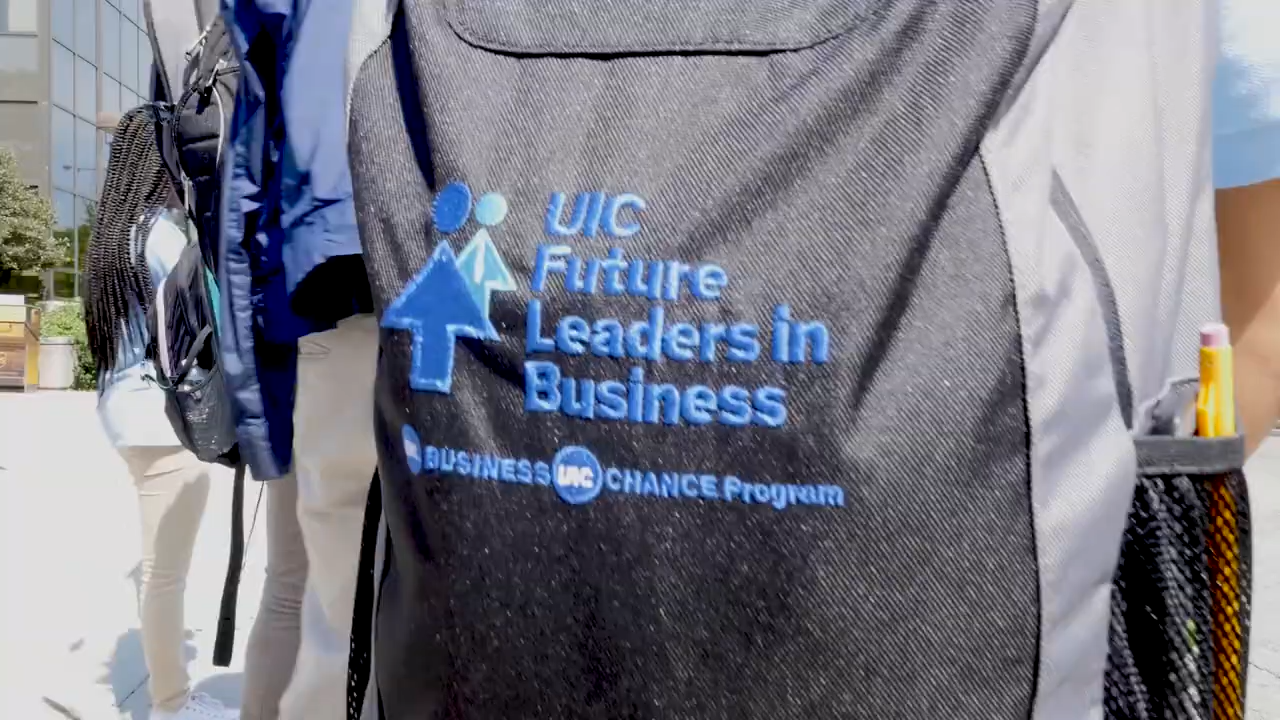 UIC
Future
Leaders in
Business
BUSINESS UIC CHANCE Program